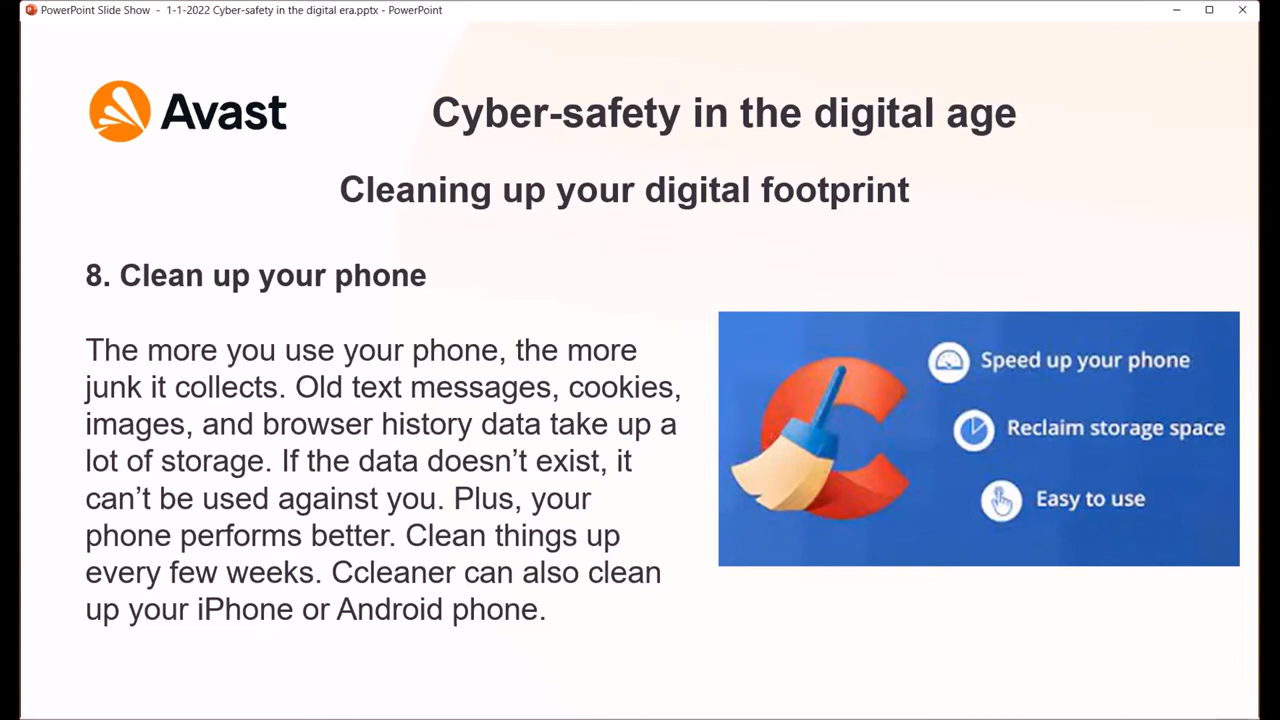 PowerPoint Slide Show - 1-1-2022 Cyber-safety in the digital era.pptx - PowerPoint
Avast
Cyber-safety in the digital age
Cleaning up your digital footprint
8. Clean up your phone
The more you use your phone, the more
junk it collects. Old text messages, cookies,
images, and browser history data take up a
lot of storage. If the data doesn’t exist, it
can’t be used against you. Plus, your
phone performs better. Clean things up
every few weeks. Ccleaner can also clean
up your iPhone or Android phone.
Speed up your phone
Reclaim storage space
Easy to use